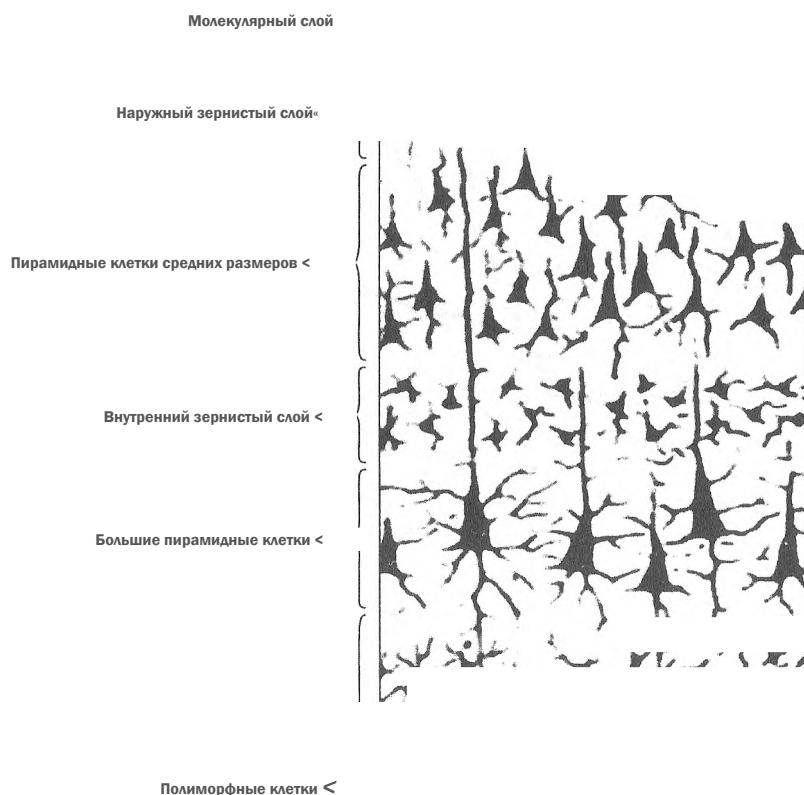 Молекулярный слой
Наружный зернистый слой«
Пирамидные клетки средних размеров <
Внутренний зернистый слой <
Большие пирамидные клетки <
Полиморфные клетки <